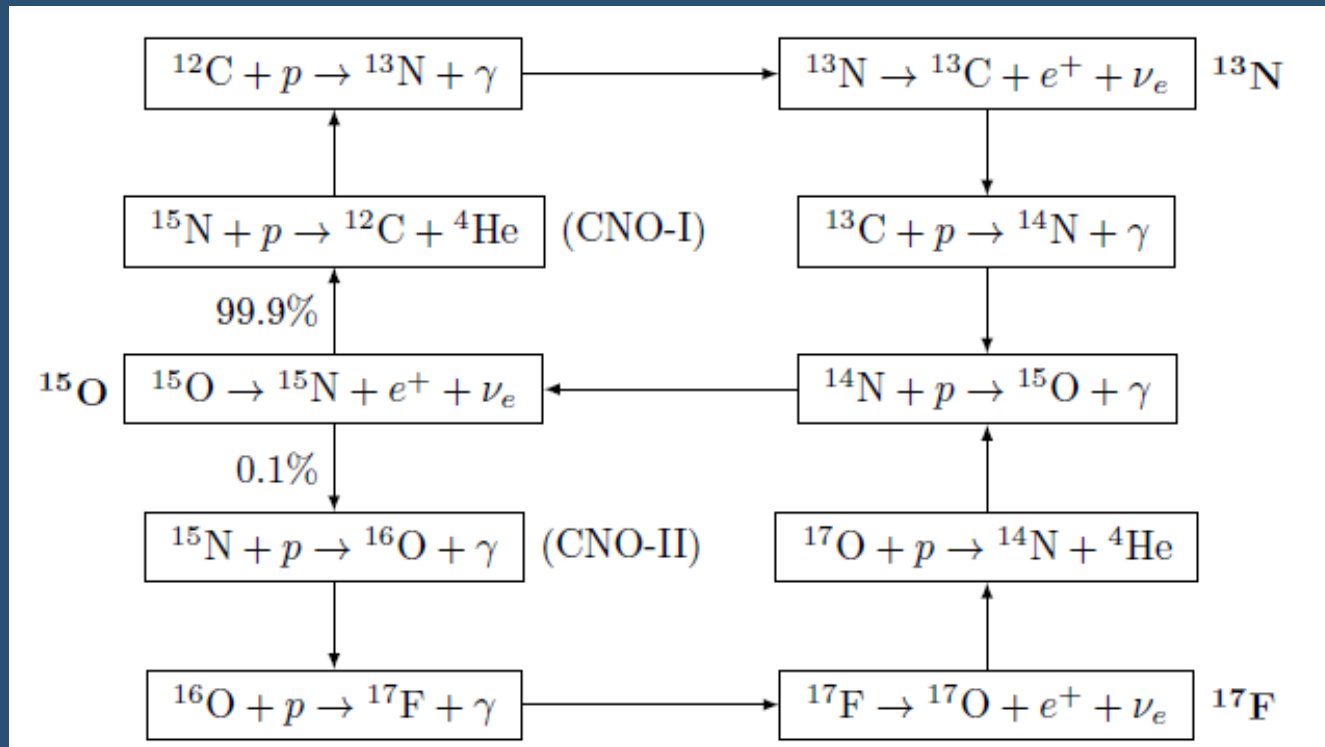 ¹²C + p → ¹³N + γ
¹³N → ¹³C + e⁺ + νₑ ¹³N
¹⁵N + p → ¹²C + ⁴He (CNO-I)
¹³C + p → ¹⁴N + γ
99.9%
¹⁵O ¹⁵O → ¹⁵N + e⁺ + νₑ
¹⁴N + p → ¹⁵O + γ
0.1%
¹⁵N + p → ¹⁶O + γ (CNO-II)
¹⁷O + p → ¹⁴N + ⁴He
¹⁶O + p → ¹⁷F + γ
¹⁷F → ¹⁷O + e⁺ + νₑ ¹⁷F